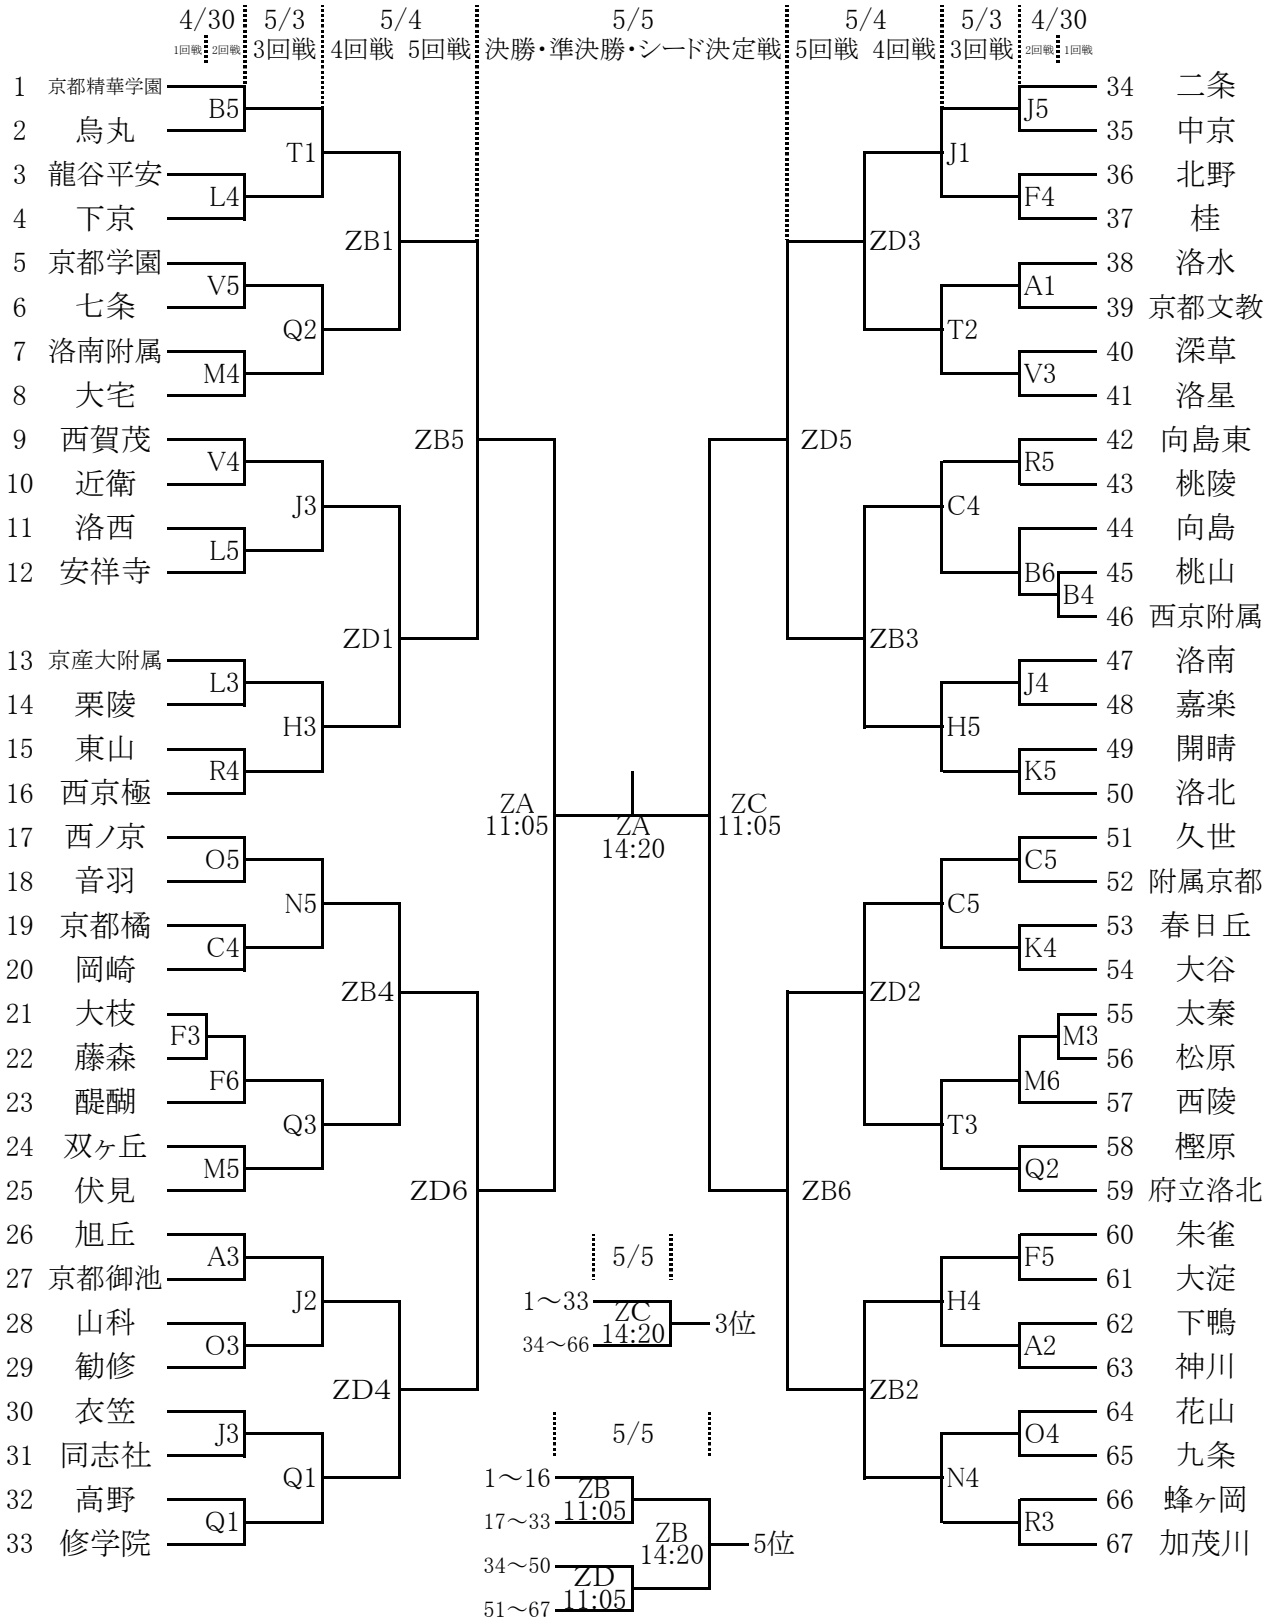 4/30 5/3 5/4 5/5 5/4 5/3 4/30
1回戦 2回戦 3回戦 4回戦 5回戦 決勝・準決勝・シード決定戦 5回戦 4回戦 3回戦 2回戦 1回戦
1 京都精華学園
B5
2 烏丸
T1
3 龍谷平安
L4
4 下京
ZB1
5 京都学園
V5
6 七条
Q2
7 洛南附属
M4
8 大宅
ZB5
9 西賀茂
V4
10 近衛
J3
11 洛西
L5
12 安祥寺
ZD1
13 京産大附属
L3
14 栗陵
H3
15 東山
R4
16 西京極
ZA
11:05
17 西ノ京
O5
18 音羽
N5
19 京都橘
C4
20 岡崎
ZB4
21 大枝
F3
22 藤森
F6
23 醍醐
Q3
24 双ヶ丘
M5
25 伏見
ZD6
26 旭丘
A3
27 京都御池
J2
28 山科
O3
29 勧修
ZD4
30 衣笠
J3
31 同志社
Q1
32 高野
Q1
33 修学院
ZA
14:20
34 二条
J5
35 中京
J1
36 北野
F4
37 桂
ZD3
38 洛水
A1
39 京都文教
T2
40 深草
V3
41 洛星
ZD5
42 向島東
R5
43 桃陵
C4
44 向島
B6
45 桃山
B4
46 西京附属
ZB3
47 洛南
J4
48 嘉楽
H5
49 開晴
K5
50 洛北
ZC
11:05
51 久世
C5
52 附属京都
C5
53 春日丘
K4
54 大谷
ZD2
55 太秦
M3
56 松原
M6
57 西陵
T3
58 樫原
Q2
59 府立洛北
ZB6
60 朱雀
F5
61 大淀
H4
62 下鴨
A2
63 神川
ZB2
64 花山
O4
65 九条
N4
66 蜂ヶ岡
R3
67 加茂川
5/5
1～33
ZC
14:20
3位
34～66
5/5
1～16
ZB
11:05
17～33
ZB
14:20
5位
34～50
ZD
11:05
51～67